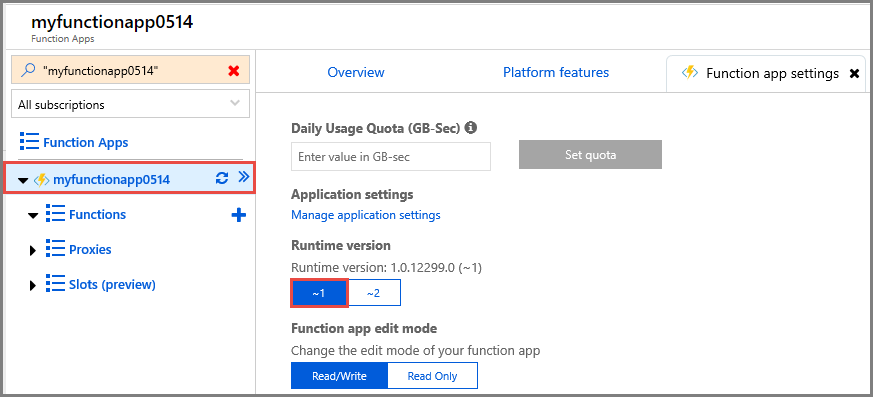 myfunctionapp0514
Function Apps
"myfunctionapp0514"
All subscriptions
Function Apps
myfunctionapp0514
Functions
Proxies
Slots (preview)
Overview
Platform features
Function app settings
Daily Usage Quota (GB-Sec)
Enter value in GB-sec
Set quota
Application settings
Manage application settings
Runtime version
Runtime version: 1.0.12299.0 (~1)
~1
~2
Function app edit mode
Change the edit mode of your function app
Read/Write
Read Only